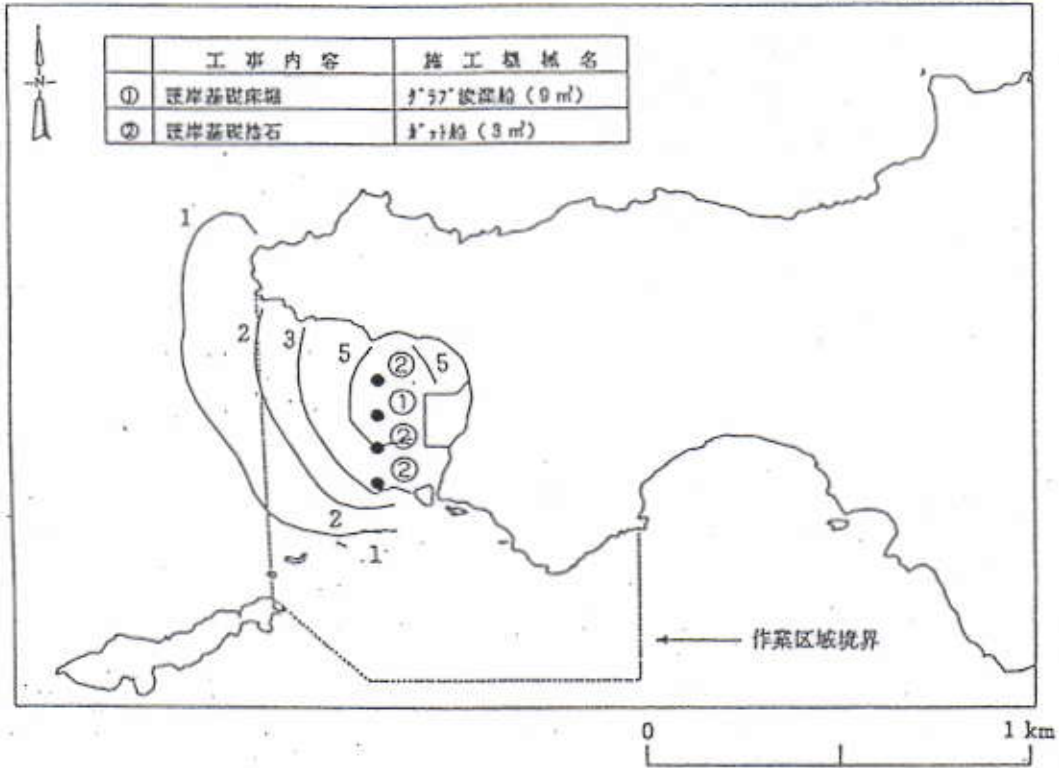 N
工事内容 施工機械名
① 護岸基礎床堀 グラブ浚渫船(9㎥)
② 護岸基礎捨石 ガット船(3㎥)
1
2 3 5 ② 5
①
②
②
2
1
作業区域境界
0 1 km